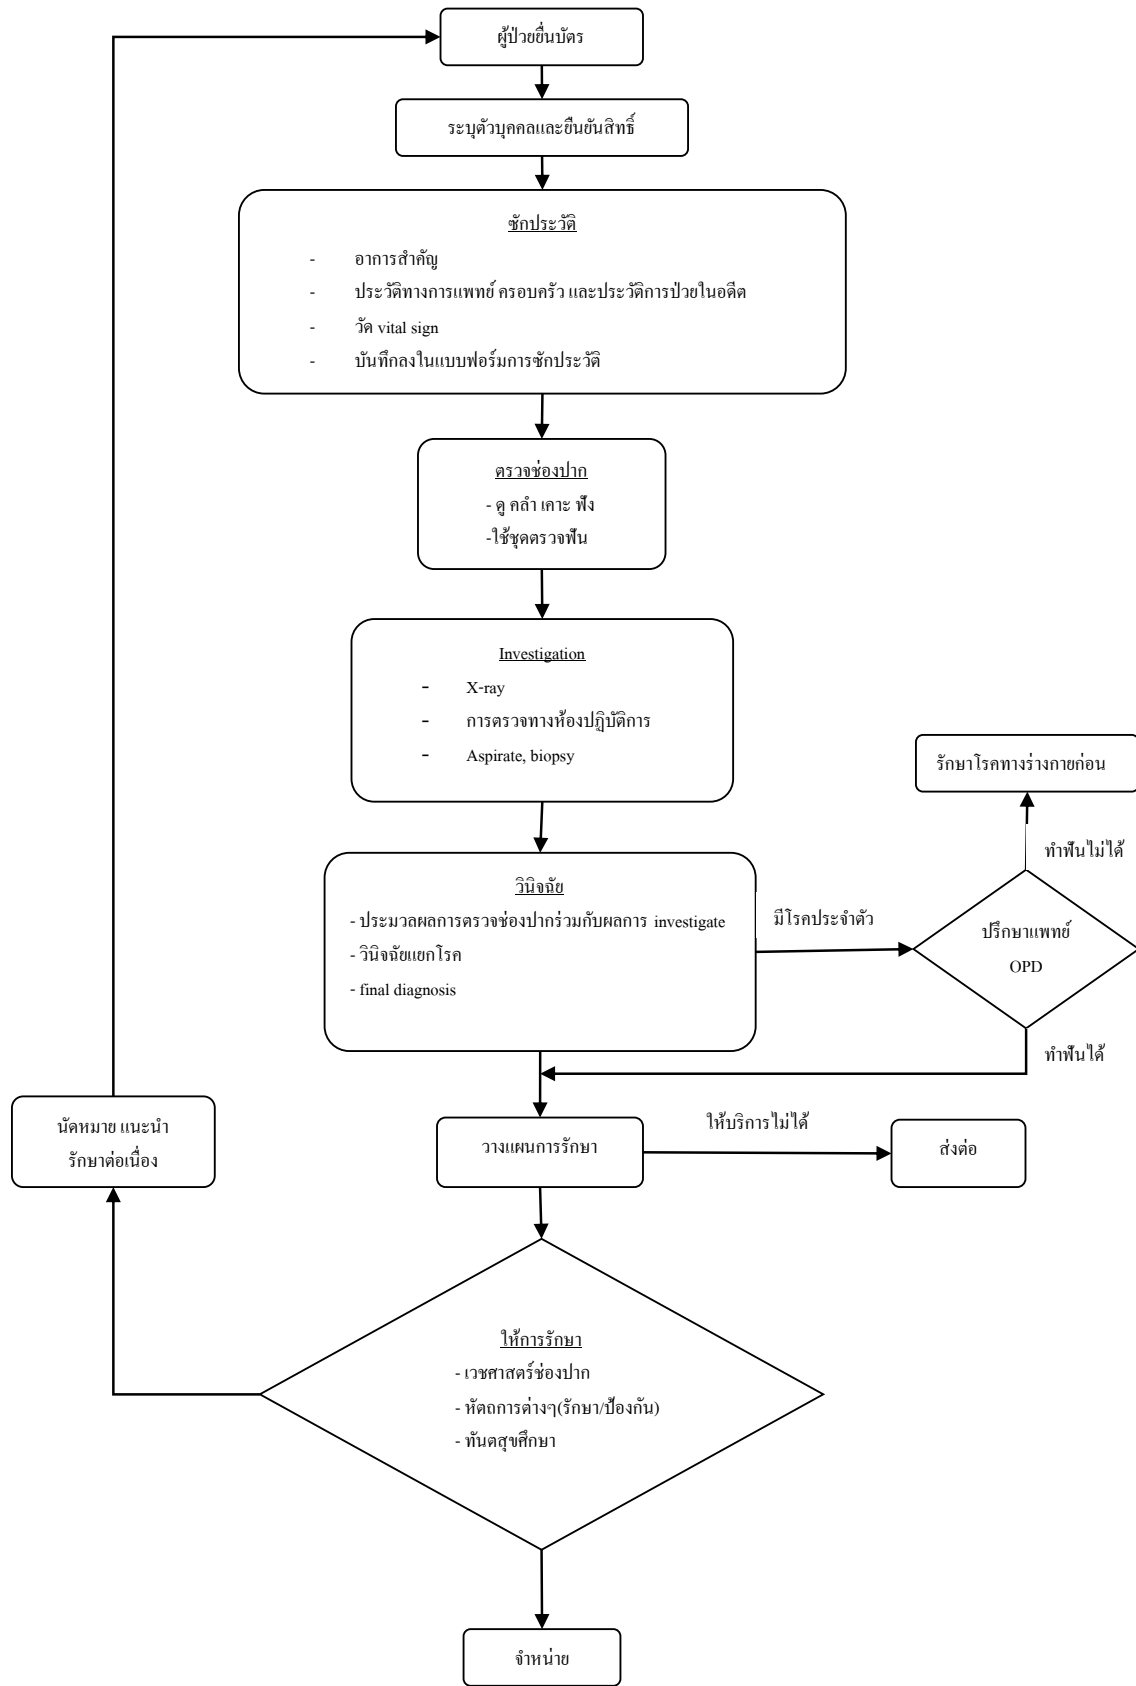 ผู้ป่วยยื่นบัตร
ระบุตัวบุคคลและยืนยันสิทธิ์
ซักประวัติ
- อาการสำคัญ
- ประวัติทางการแพทย์ ครอบครัว และประวัติการป่วยในอดีต
- วัด vital sign
- บันทึกลงในแบบฟอร์มการซักประวัติ
ตรวจช่องปาก
- ดู คลำ เคาะ ฟัง
-ใช้ชุดตรวจฟัน
Investigation
- X-ray
- การตรวจทางห้องปฏิบัติการ
- Aspirate, biopsy
รักษาโรคทางร่างกายก่อน
ทำฟันไม่ได้
วินิจฉัย
- ประมวลผลการตรวจช่องปากร่วมกับผลการ investigate
- วินิจฉัยแยกโรค
- final diagnosis
มีโรคประจำตัว
ปรึกษาแพทย์
OPD
ทำฟันได้
นัดหมาย แนะนำ
รักษาต่อเนื่อง
วางแผนการรักษา
ให้บริการไม่ได้
ส่งต่อ
ให้การรักษา
- เวชศาสตร์ช่องปาก
- หัตถการต่างๆ(รักษา/ป้องกัน)
- ทันตสุขศึกษา
จำหน่าย